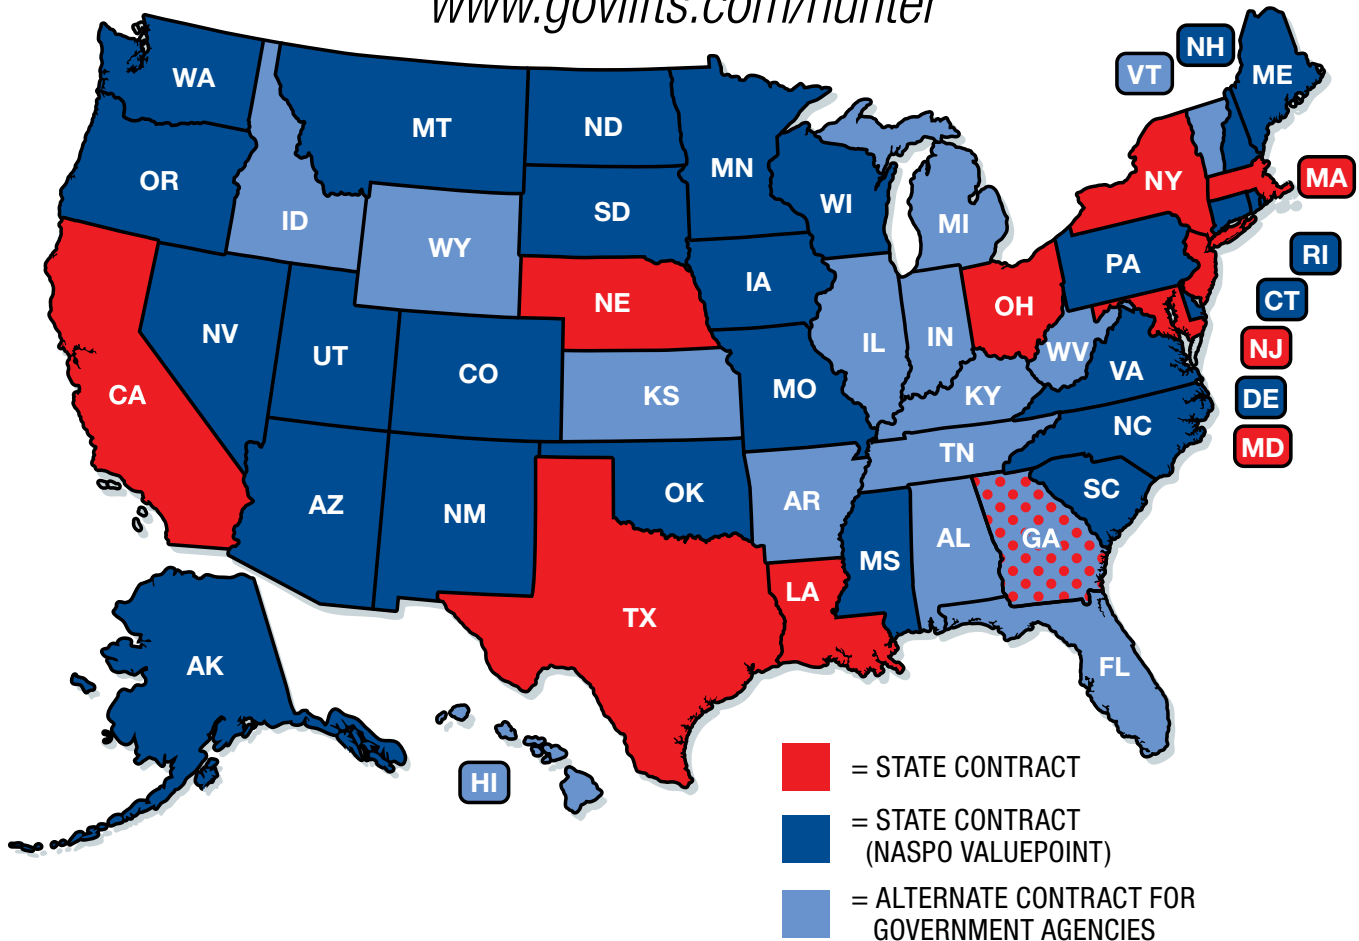 www.govlifts.com/hunter
NH
VT
ME
WA
MT
ND
MN
OR
ID
SD
WI
WY
MI
NY
MA
RI
PA
CT
IA
NE
OH
NV
UT
CO
IL
IN
WV
NJ
CA
KS
MO
KY
VA
DE
NC
MD
TN
AZ
NM
OK
AR
SC
MS
AL
GA
TX
LA
AK
FL
HI
= STATE CONTRACT
= STATE CONTRACT
(NASPO VALUEPOINT)
= ALTERNATE CONTRACT FOR
GOVERNMENT AGENCIES